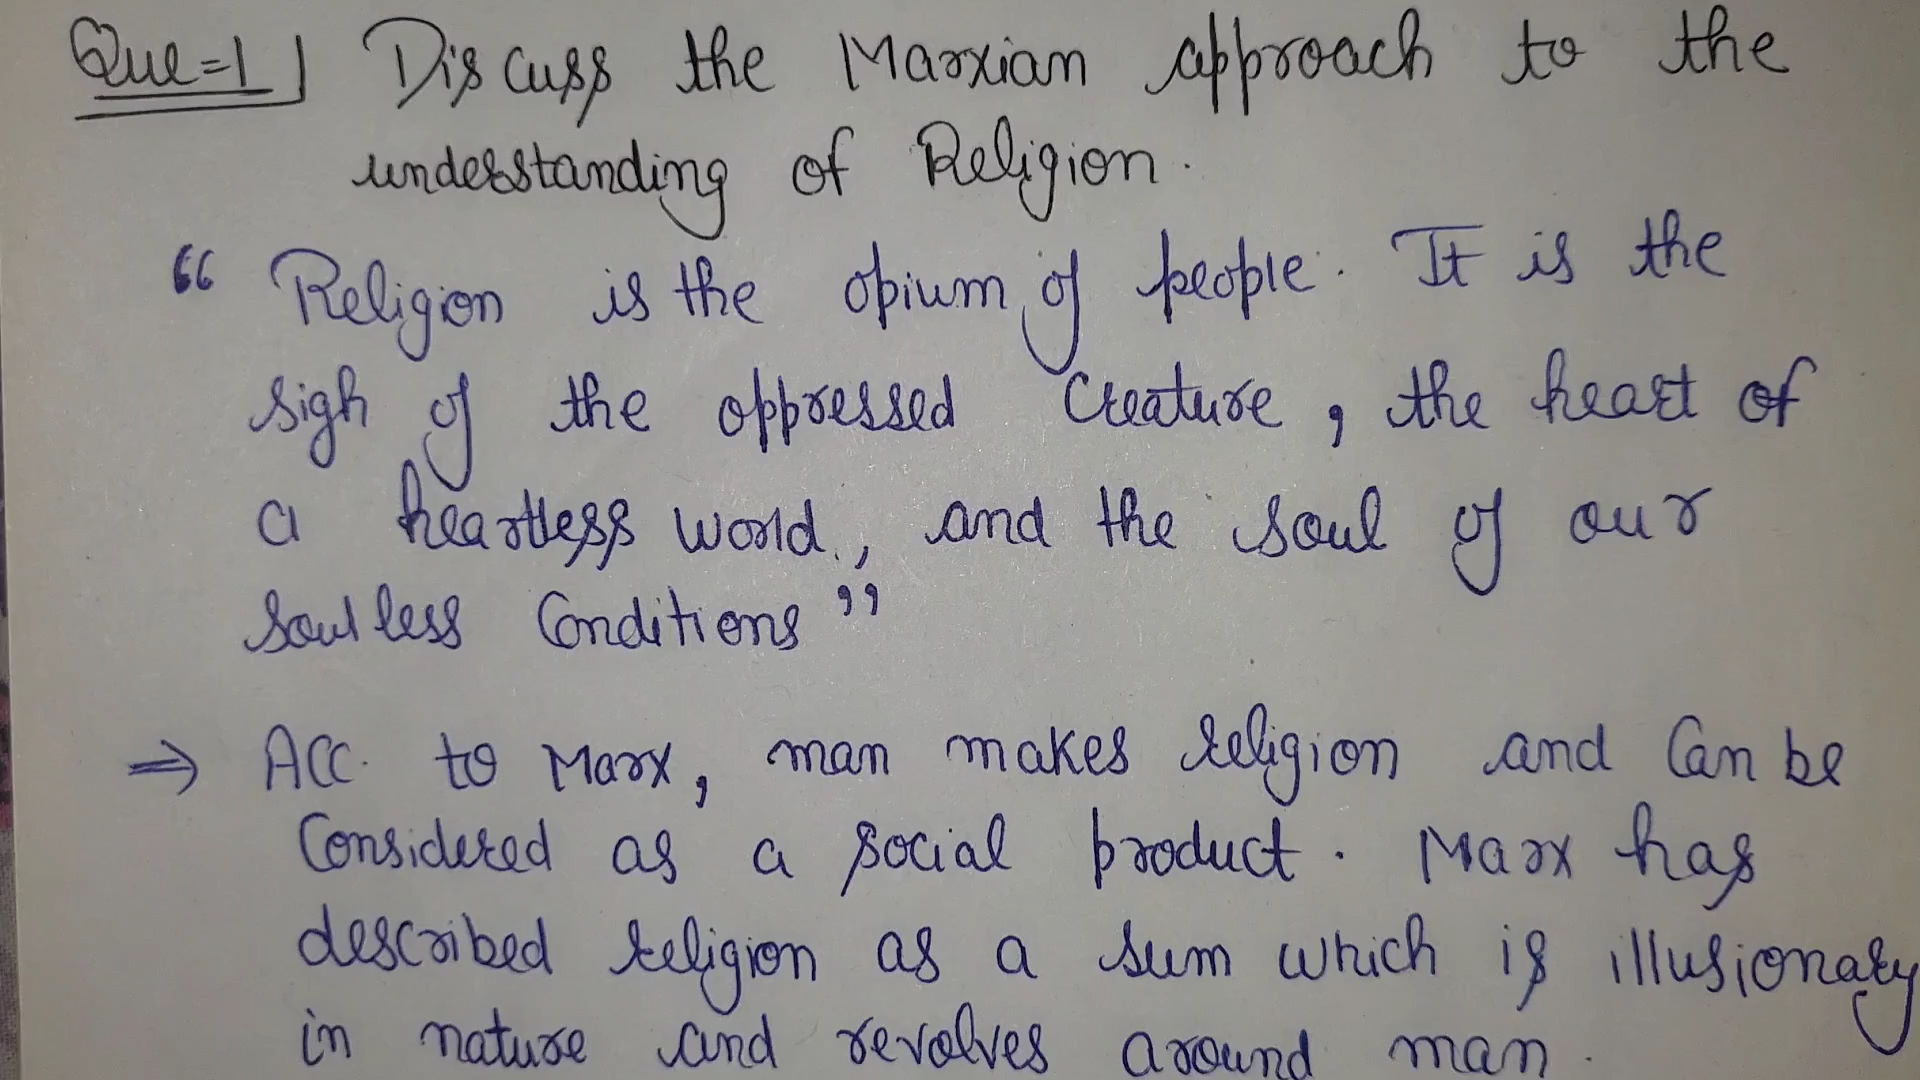 Que=1 Discuss the Marxian approach to the
understanding of Religion.
“ Religion is the opium of people. It is the
sigh of the oppressed creature, the heart of
a heartless world., and the soul of our
soulless conditions ”
⇒ Acc. to Marx, man makes religion and can be
considered as a social product. Marx has
described religion as a sum which is illusionary
in nature and revolves around man.